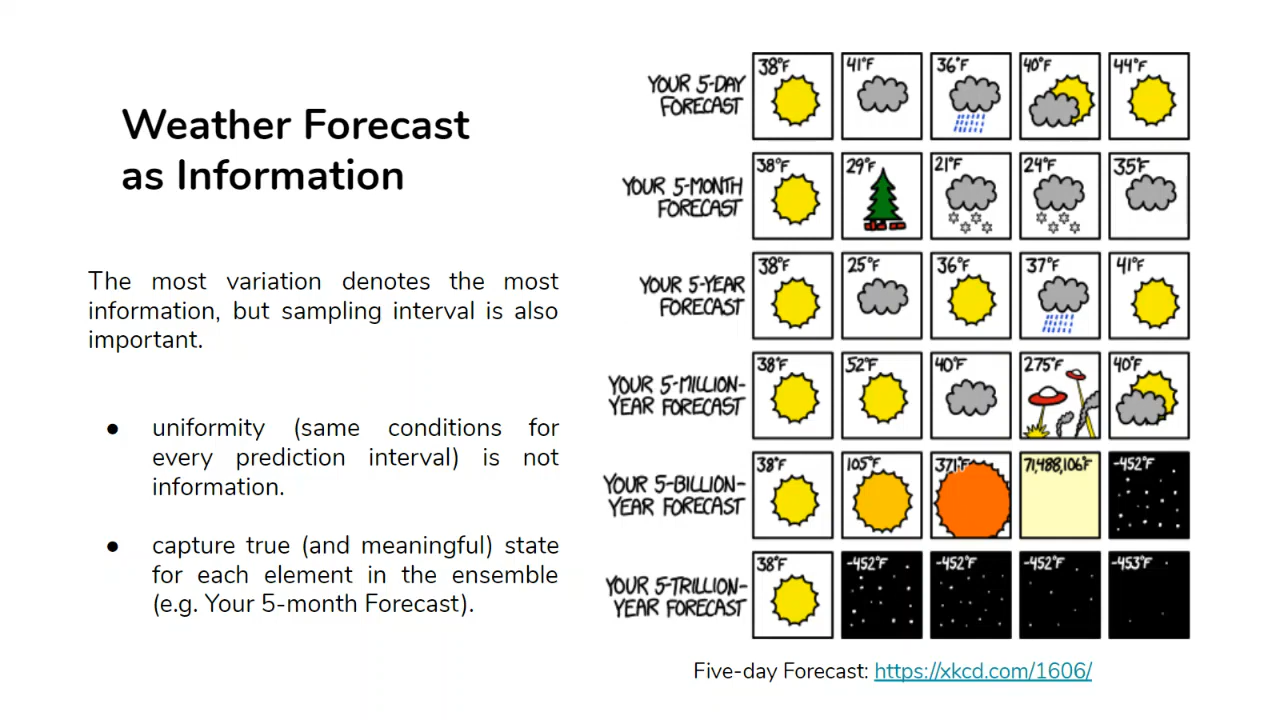 Weather Forecast
as Information
The most variation denotes the most
information, but sampling interval is also
important.
● uniformity (same conditions for
every prediction interval) is not
information.
● capture true (and meaningful) state
for each element in the ensemble
(e.g. Your 5-month Forecast).
YOUR 5-DAY
FORECAST
38°F 41°F 36°F 40°F 44°F
YOUR 5-MONTH
FORECAST
38°F 29°F 21°F 24°F 35°F
YOUR 5-YEAR
FORECAST
38°F 25°F 36°F 37°F 41°F
YOUR 5-MILLION-
YEAR FORECAST
38°F 52°F 40°F 275°F 40°F
YOUR 5-BILLION-
YEAR FORECAST
38°F 105°F 371°F 71,488,106°F -452°F
YOUR 5-TRILLION-
YEAR FORECAST
38°F -452°F -452°F -452°F -453°F
Five-day Forecast: https://xkcd.com/1606/